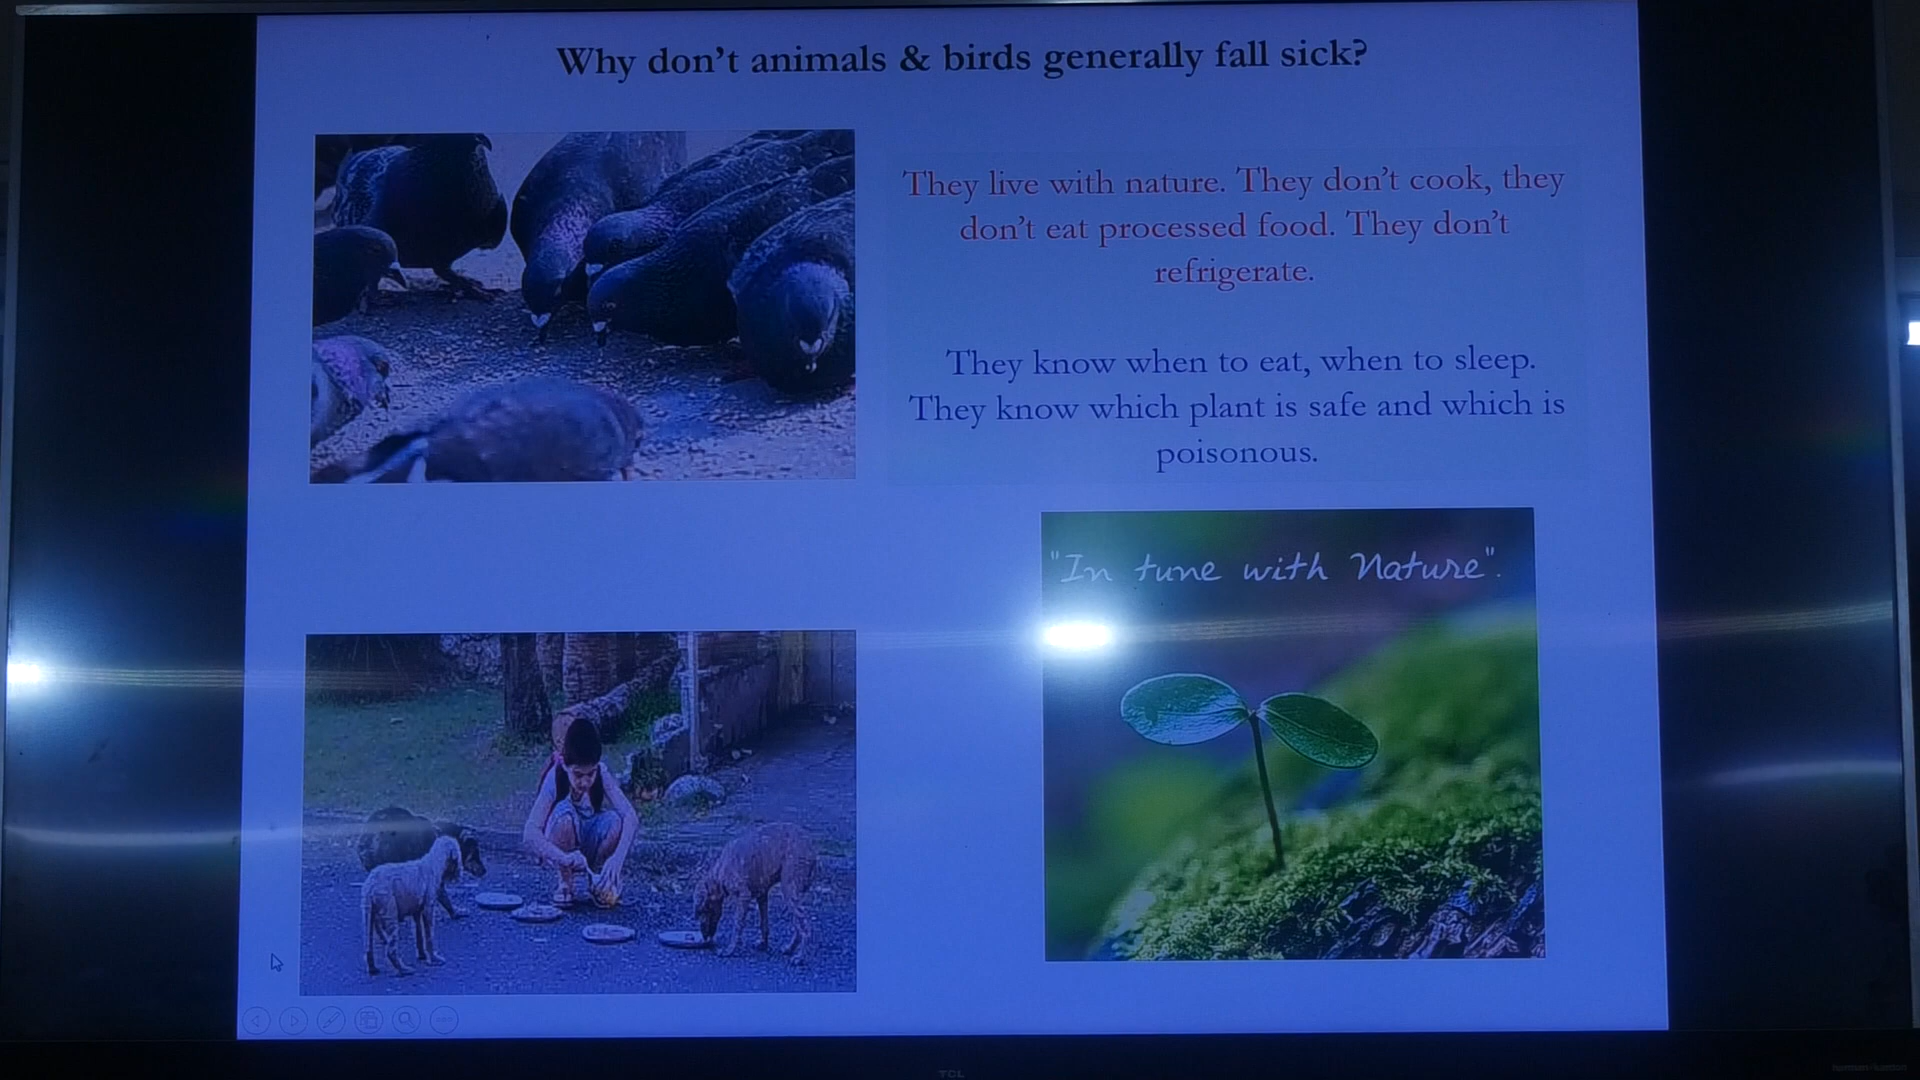 Why don't animals & birds generally fall sick?
They live with nature. They don't cook, they
don't eat processed food. They don't
refrigerate.
They know when to eat, when to sleep.
They know which plant is safe and which is
poisonous.
"In tune with Nature".
TCL